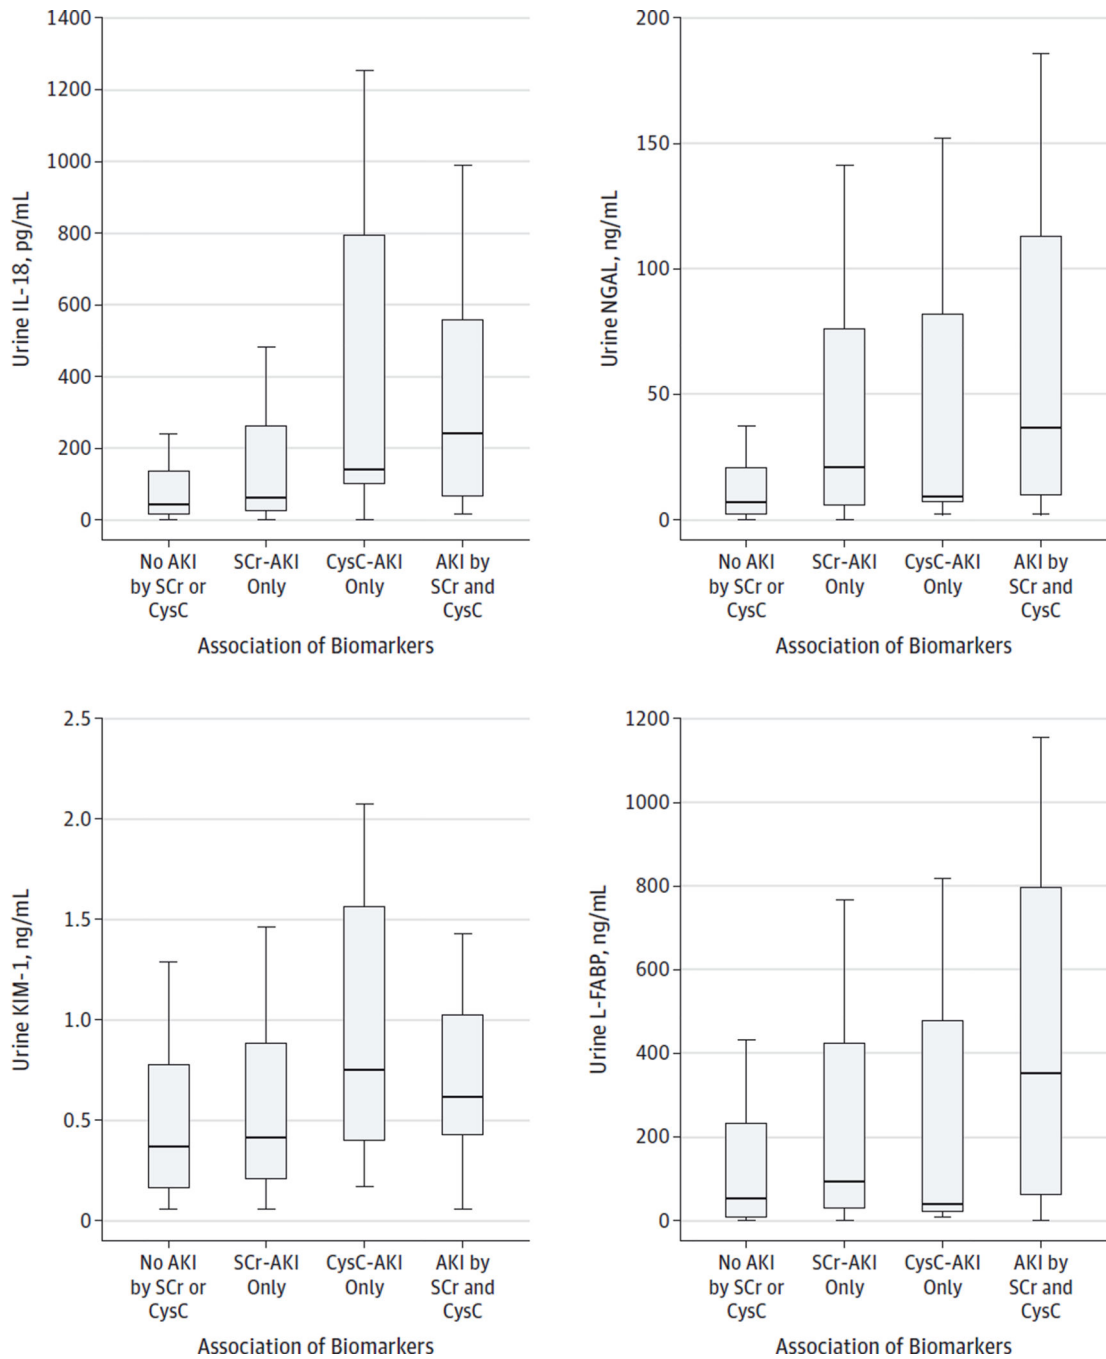 1400
1200
1000
800
600
400
200
0
Urine IL-18, pg/mL
No AKI
by SCr or
CysC
SCr-AKI
Only
CysC-AKI
Only
AKI by
SCr and
CysC
Association of Biomarkers
200
150
100
50
0
Urine NGAL, ng/mL
No AKI
by SCr or
CysC
SCr-AKI
Only
CysC-AKI
Only
AKI by
SCr and
CysC
Association of Biomarkers
2.5
2.0
1.5
1.0
0.5
0
Urine KIM-1, ng/mL
No AKI
by SCr or
CysC
SCr-AKI
Only
CysC-AKI
Only
AKI by
SCr and
CysC
Association of Biomarkers
1200
1000
800
600
400
200
0
Urine L-FABP, ng/mL
No AKI
by SCr or
CysC
SCr-AKI
Only
CysC-AKI
Only
AKI by
SCr and
CysC
Association of Biomarkers